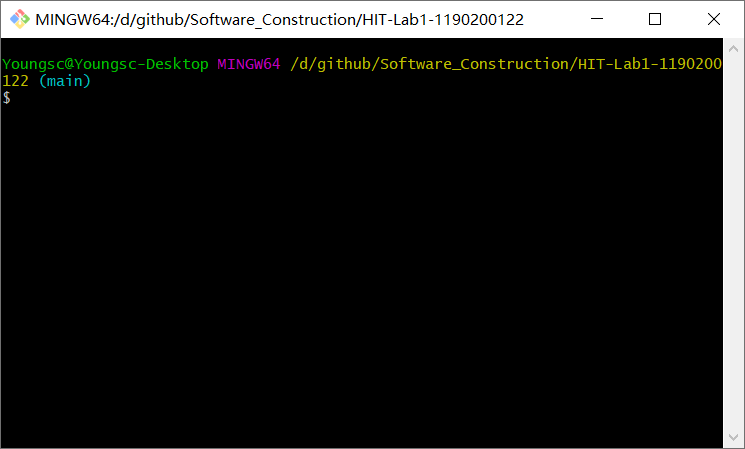 MINGW64:/d/github/Software_Construction/HIT-Lab1-1190200122
Youngsc@Youngsc-Desktop MINGW64 /d/github/Software_Construction/HIT-Lab1-1190200
122 (main)
$